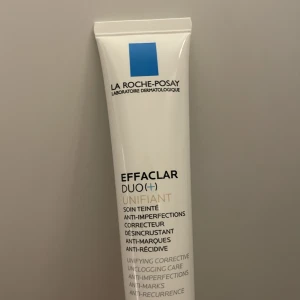 LA ROCHE-POSAY
LABORATOIRE DERMATOLOGIQUE
EFFACLAR
DUO(+)
UNIFIANT
SOIN TEINTÉ
ANTI-IMPERFECTIONS
CORRECTEUR
DÉSINCRUSTANT
ANTI-MARQUES
ANTI-RÉCIDIVE
UNIFYING CORRECTIVE
UNCLOGGING CARE
ANTI-IMPERFECTIONS
ANTI-MARKS
ANTI-RECURRENCE